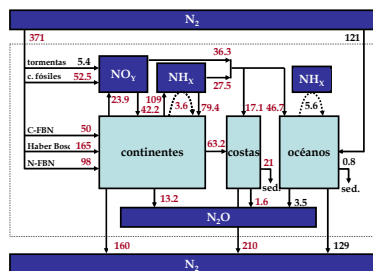 N₂
371
121
tormentas 5.4
c. fósiles 52.5
NOY
NHX
36.3
27.5
NHX
23.9
42.2
109
3.6
79.4
17.1
46.7
5.6
C-FBN 50
Haber Bosc 165
N-FBN 98
continentes
63.2
costas
océanos
21
sed.
0.8
sed.
13.2
1.6
3.5
N₂O
160
210
129
N₂